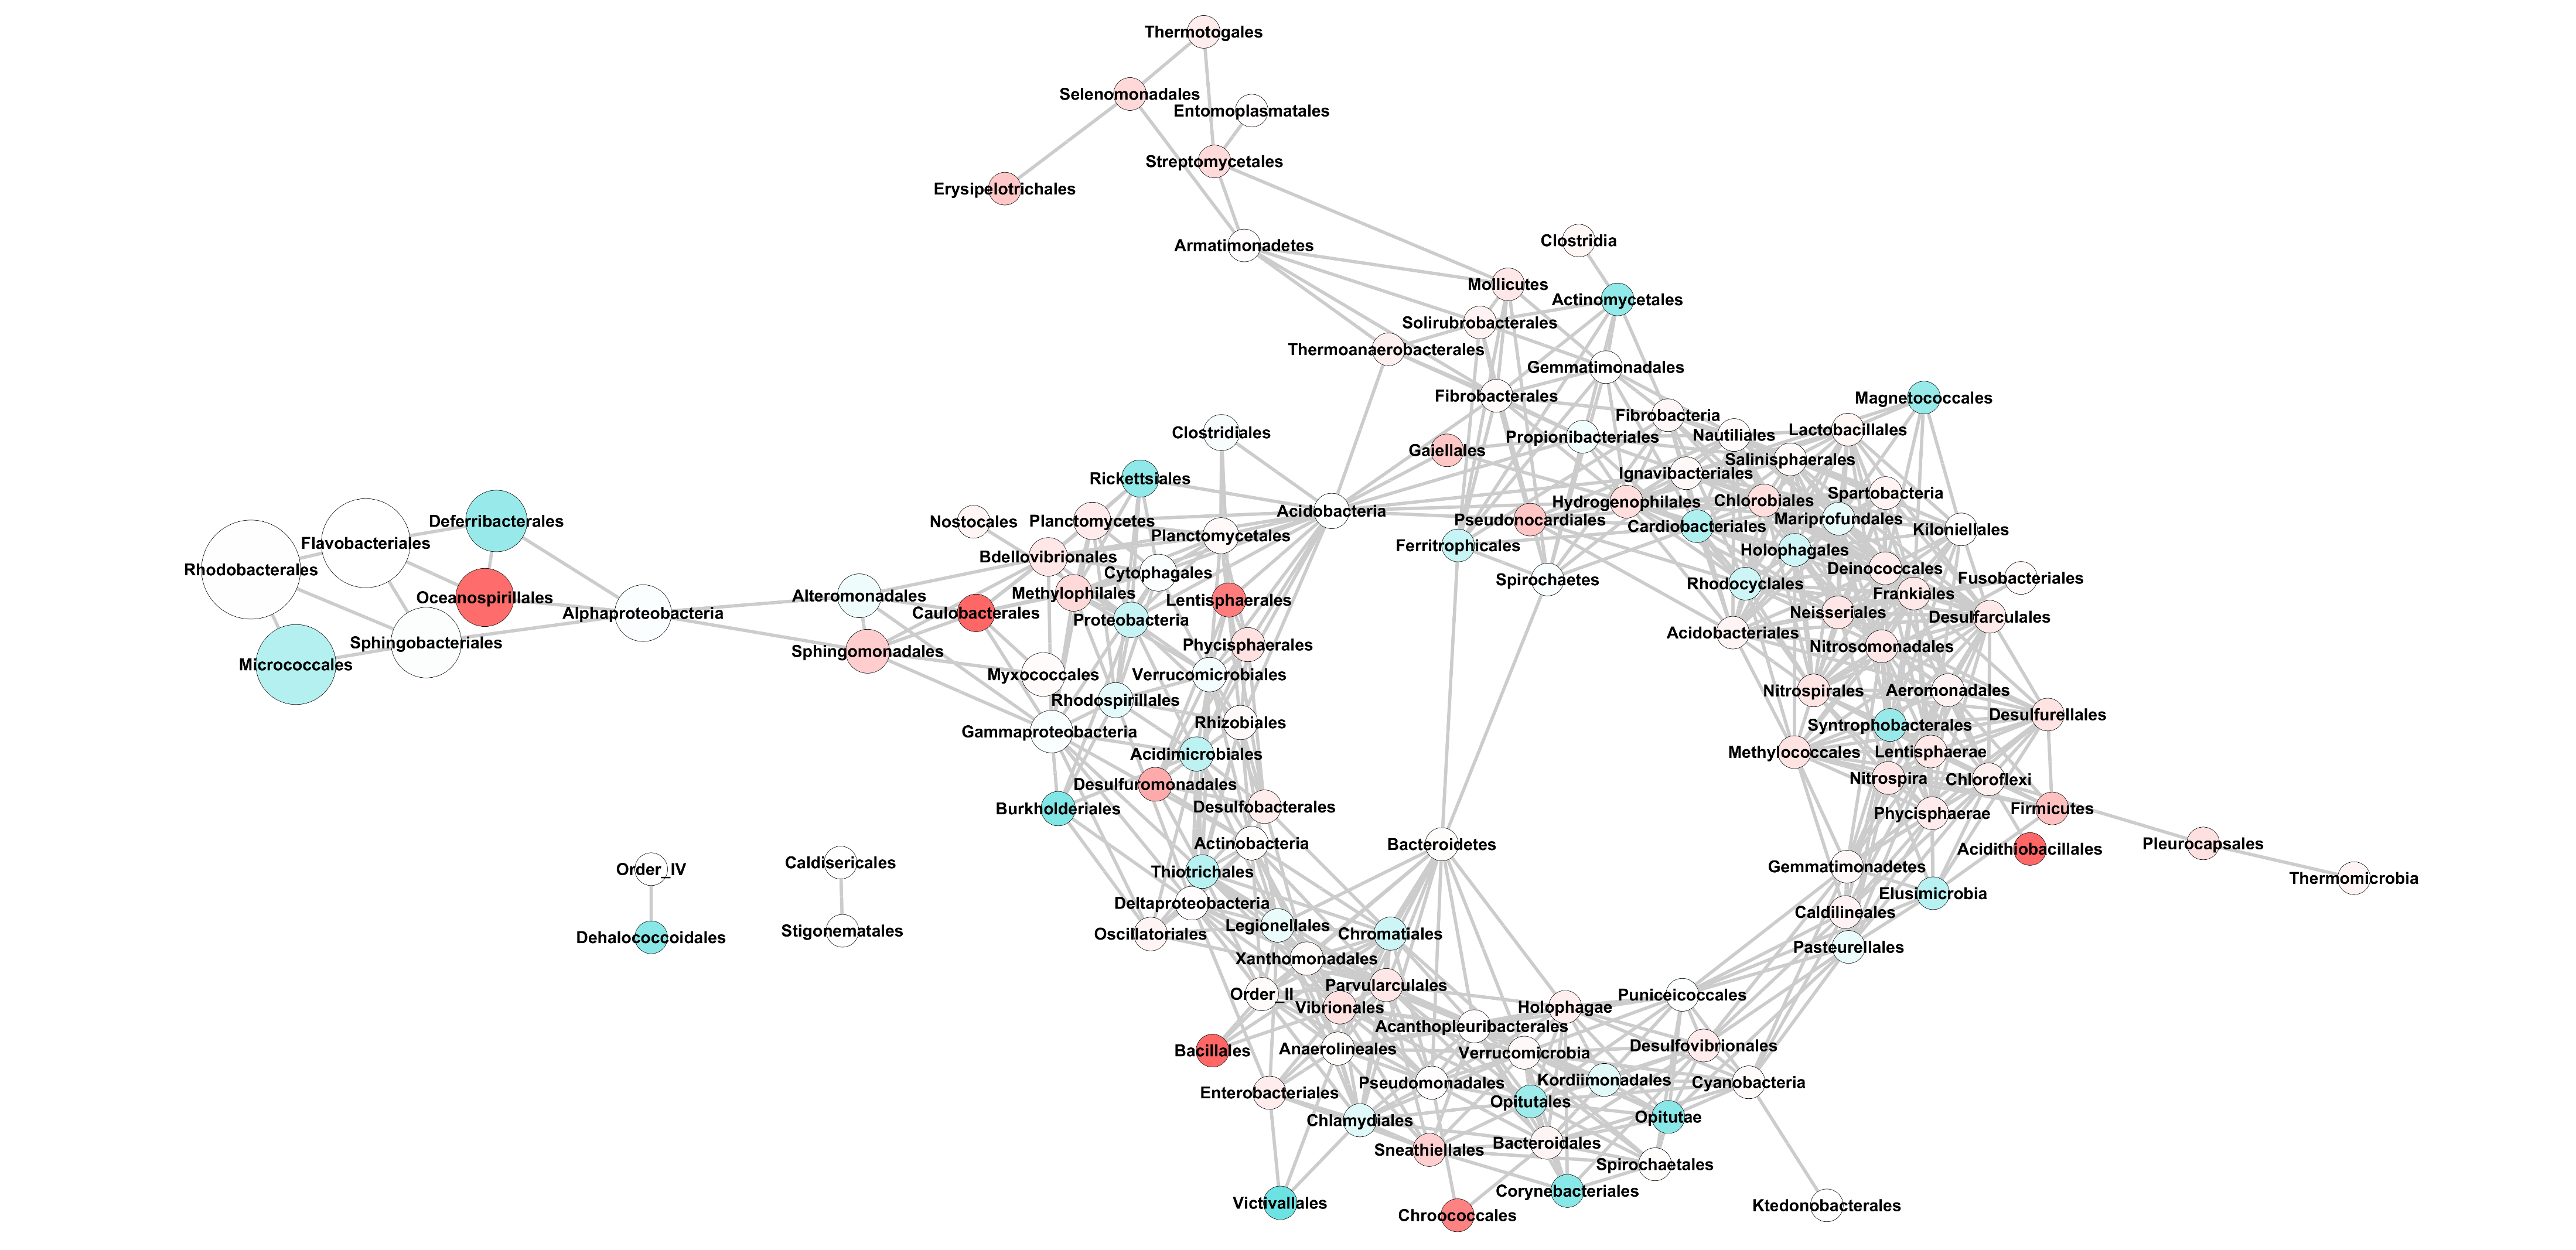 Thermotogales
Selenomonadales
Entomoplasmatales
Streptomycetales
Erysipelotrichales
Armatimonadetes
Clostridia
Mollicutes
Actinomycetales
Solirubrobacterales
Thermoanaerobacterales
Gemmatimonadales
Fibrobacterales
Magnetococcales
Fibrobacteria
Lactobacillales
Clostridiales
Nautiliales
Propionibacteriales
Gaiellales
Salinisphaerales
Ignavibacteriales
Rickettsiales
Spartobacteria
Chlorobiales
Hydrogenophilales
Acidobacteria
Mariprofundales
Pseudonocardiales
Planctomycetes
Nostocales
Deferribacterales
Cardiobacteriales
Kiloniellales
Planctomycetales
Flavobacteriales
Ferritrophicales
Holophagales
Bdellovibrionales
Deinococcales
Rhodobacterales
Cytophagales
Fusobacteriales
Spirochaetes
Rhodocyclales
Methylophilales
Frankiales
Alteromonadales
Oceanospirillales
Lentisphaerales
Neisseriales
Caulobacterales
Alphaproteobacteria
Desulfarculales
Proteobacteria
Acidobacteriales
Sphingobacteriales
Phycisphaerales
Nitrosomonadales
Sphingomonadales
Micrococcales
Myxococcales
Verrucomicrobiales
Nitrospirales
Aeromonadales
Rhodospirillales
Desulfurellales
Rhizobiales
Syntrophobacterales
Gammaproteobacteria
Methylococcales
Lentisphaerae
Acidimicrobiales
Nitrospira
Chloroflexi
Desulfuromonadales
Desulfobacterales
Burkholderiales
Firmicutes
Phycisphaerae
Actinobacteria
Bacteroidetes
Pleurocapsales
Acidithiobacillales
Caldisericales
Gemmatimonadetes
Order_IV
Thiotrichales
Thermomicrobia
Elusimicrobia
Deltaproteobacteria
Caldilineales
Legionellales
Stigonematales
Oscillatoriales
Chromatiales
Dehalococcoidales
Pasteurellales
Xanthomonadales
Parvularculales
Order_II
Puniceicoccales
Vibrionales
Holophagae
Acanthopleuribacterales
Desulfovibrionales
Anaerolineales
Bacillales
Verrucomicrobia
Kordiimonadales
Pseudomonadales
Cyanobacteria
Enterobacteriales
Opitutales
Opitutae
Chlamydiales
Bacteroidales
Sneathiellales
Spirochaetales
Corynebacteriales
Victivallales
Ktedonobacterales
Chroococcales